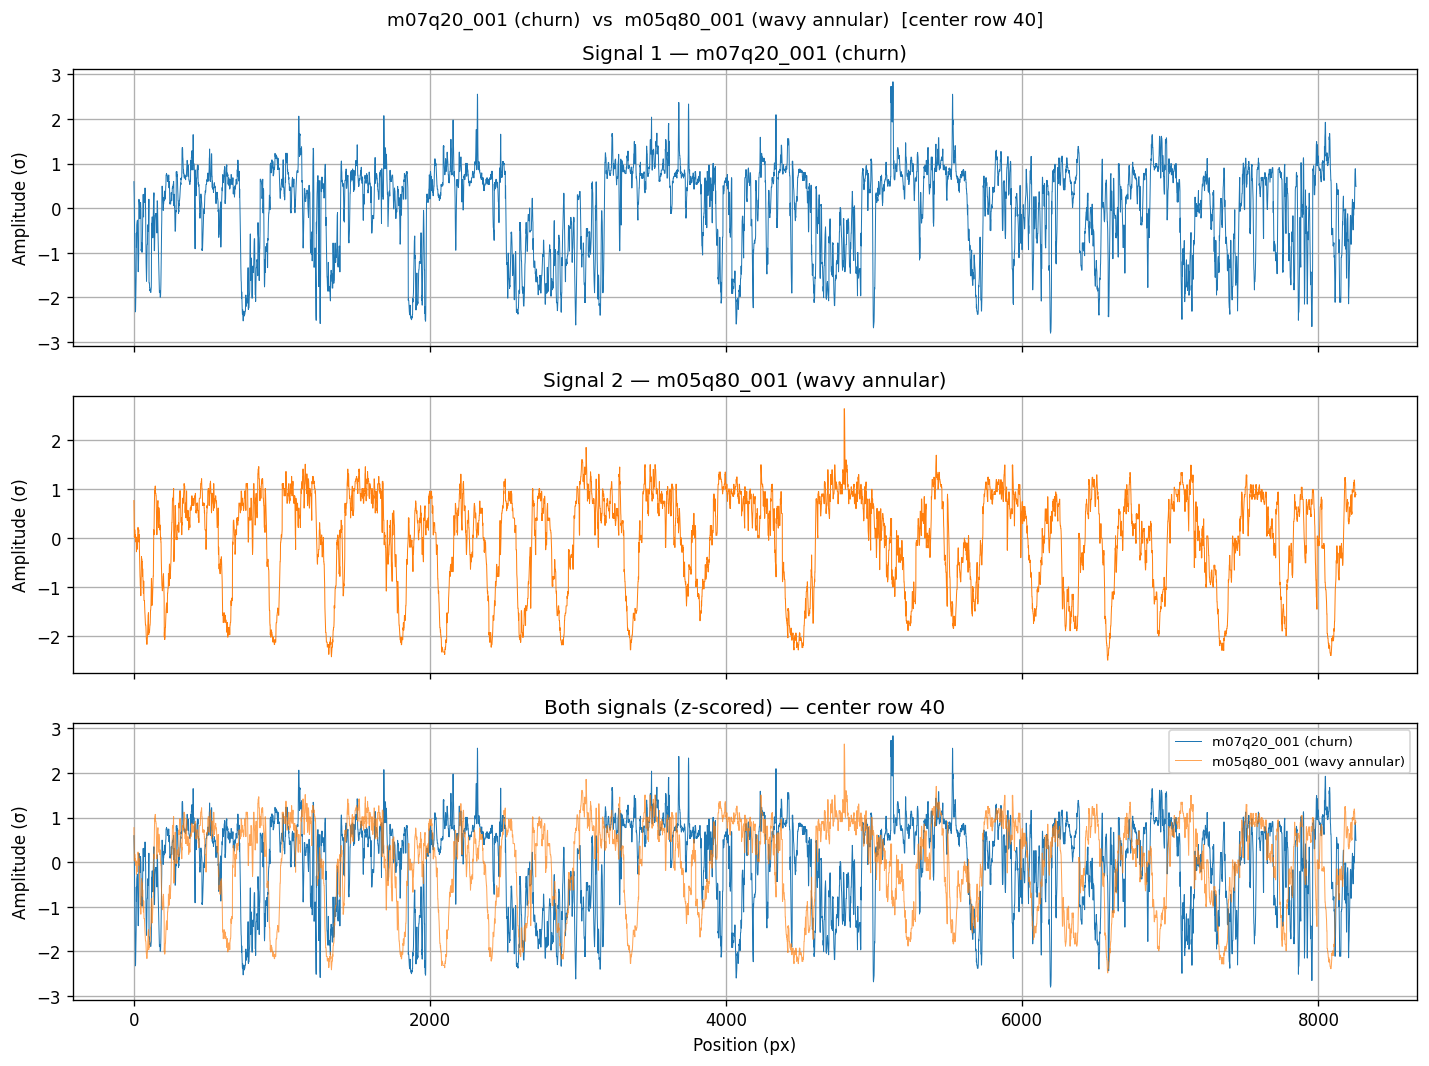 m07q20_001 (churn)  vs  m05q80_001 (wavy annular)  [center row 40]
Signal 1 — m07q20_001 (churn)
3
2
1
0
−1
−2
−3
Amplitude (σ)
Signal 2 — m05q80_001 (wavy annular)
2
1
0
−1
−2
Amplitude (σ)
Both signals (z-scored) — center row 40
m07q20_001 (churn)
m05q80_001 (wavy annular)
3
2
1
0
−1
−2
−3
Amplitude (σ)
0 2000 4000 6000 8000
Position (px)